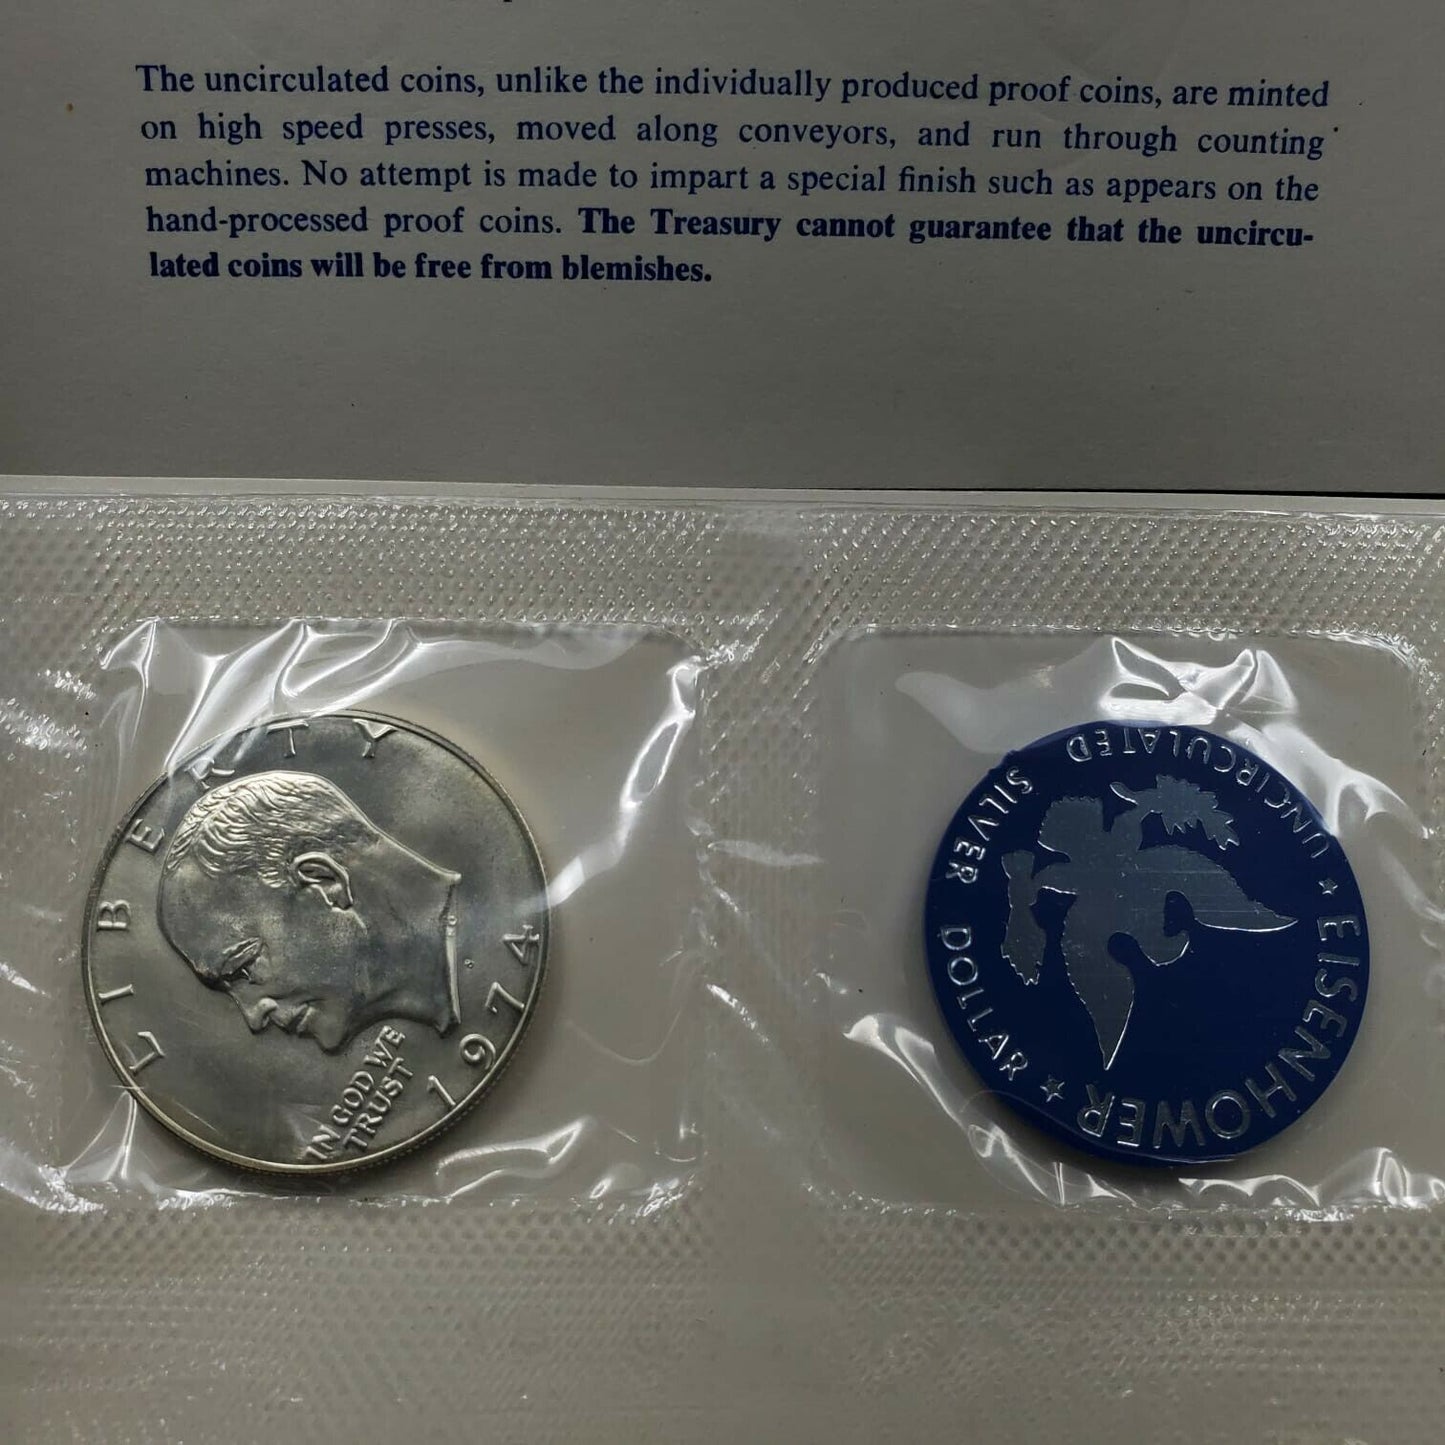 The uncirculated coins, unlike the individually produced proof coins, are minted
on high speed presses, moved along conveyors, and run through counting
machines. No attempt is made to impart a special finish such as appears on the
hand-processed proof coins. The Treasury cannot guarantee that the uncircu-
lated coins will be free from blemishes.
LIBERTY
IN GOD WE
TRUST
1974
EISENHOWER
UNCIRCULATED SILVER DOLLAR